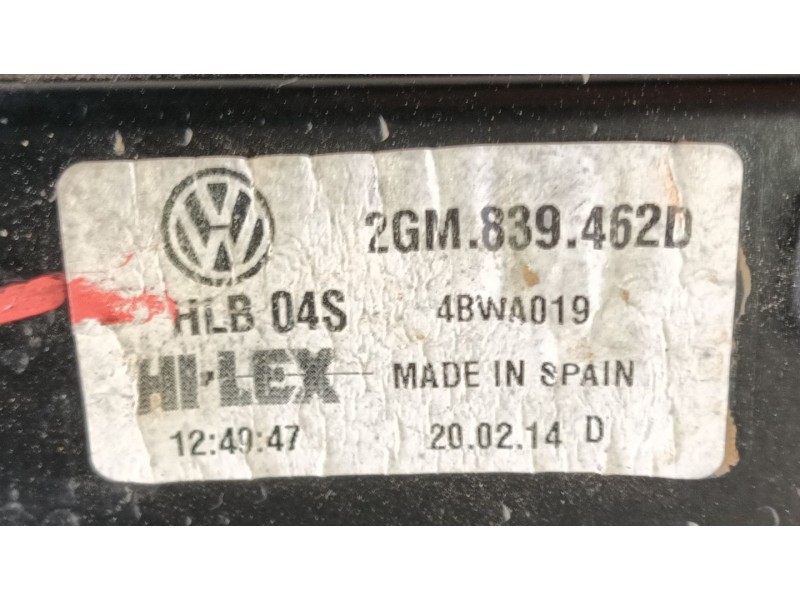 2GM.839.462D
HLB 04S 4BWA019
HI-LEX MADE IN SPAIN
12:49:47 20.02.14 D